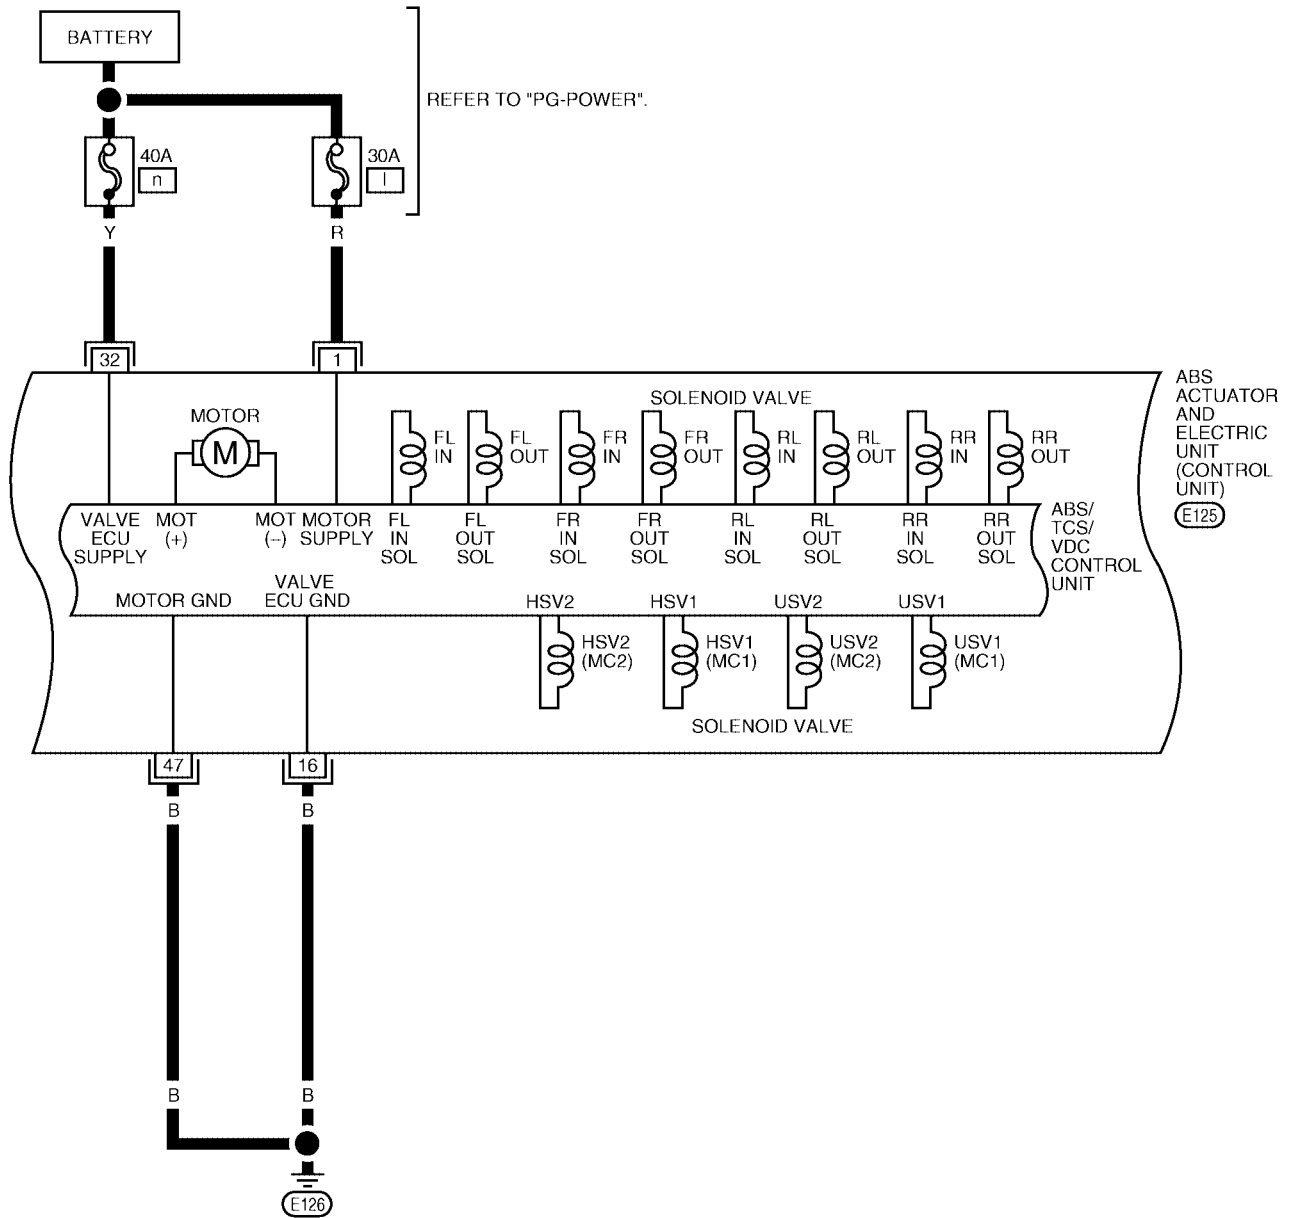 BATTERY
REFER TO "PG-POWER".
40A
n
30A
l
Y
R
32
1
ABS
ACTUATOR
AND
ELECTRIC
UNIT
(CONTROL
UNIT)
E125
SOLENOID VALVE
MOTOR
M
FL
IN
FL
OUT
FR
IN
FR
OUT
RL
IN
RL
OUT
RR
IN
RR
OUT
VALVE
ECU
SUPPLY
MOT
(+)
MOT
(–)
MOTOR
SUPPLY
FL
IN
SOL
FL
OUT
SOL
FR
IN
SOL
FR
OUT
SOL
RL
IN
SOL
RL
OUT
SOL
RR
IN
SOL
RR
OUT
SOL
ABS/
TCS/
VDC
CONTROL
UNIT
MOTOR GND
VALVE
ECU GND
HSV2
HSV1
USV2
USV1
HSV2
(MC2)
HSV1
(MC1)
USV2
(MC2)
USV1
(MC1)
SOLENOID VALVE
47
16
B
B
B
B
E126